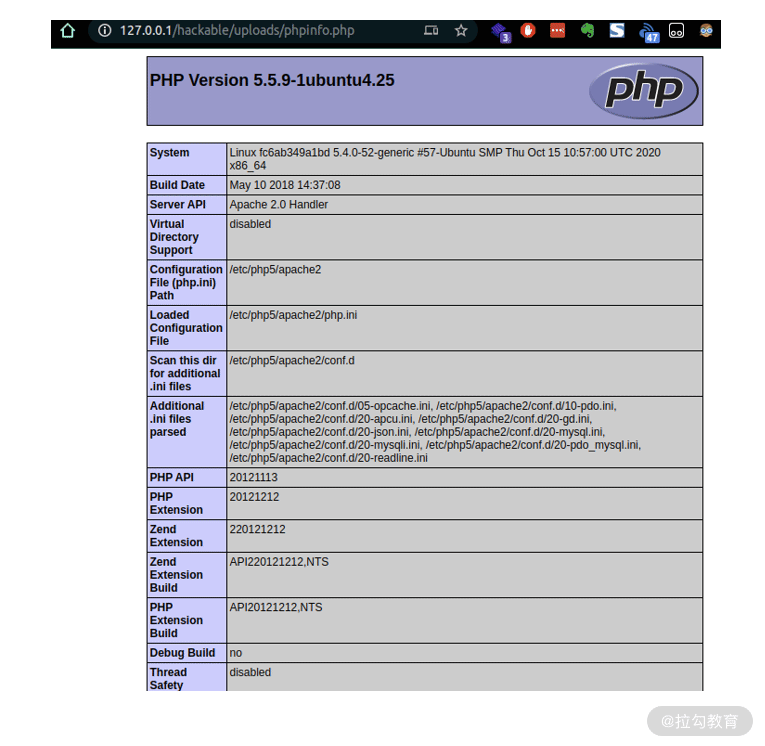 127.0.0.1/hackable/uploads/phpinfo.php
3
47
PHP Version 5.5.9-1ubuntu4.25
php
System
Linux fc6ab349a1bd 5.4.0-52-generic #57-Ubuntu SMP Thu Oct 15 10:57:00 UTC 2020
x86_64
Build Date
May 10 2018 14:37:08
Server API
Apache 2.0 Handler
Virtual
Directory
Support
disabled
Configuration
File (php.ini)
Path
/etc/php5/apache2
Loaded
Configuration
File
/etc/php5/apache2/php.ini
Scan this dir
for additional
.ini files
/etc/php5/apache2/conf.d
Additional
.ini files
parsed
/etc/php5/apache2/conf.d/05-opcache.ini, /etc/php5/apache2/conf.d/10-pdo.ini,
/etc/php5/apache2/conf.d/20-apcu.ini, /etc/php5/apache2/conf.d/20-gd.ini,
/etc/php5/apache2/conf.d/20-json.ini, /etc/php5/apache2/conf.d/20-mysql.ini,
/etc/php5/apache2/conf.d/20-mysqli.ini, /etc/php5/apache2/conf.d/20-pdo_mysql.ini,
/etc/php5/apache2/conf.d/20-readline.ini
PHP API
20121113
PHP
Extension
20121212
Zend
Extension
220121212
Zend
Extension
Build
API220121212,NTS
PHP
Extension
Build
API20121212,NTS
Debug Build
no
Thread
Safety
disabled
@拉勾教育